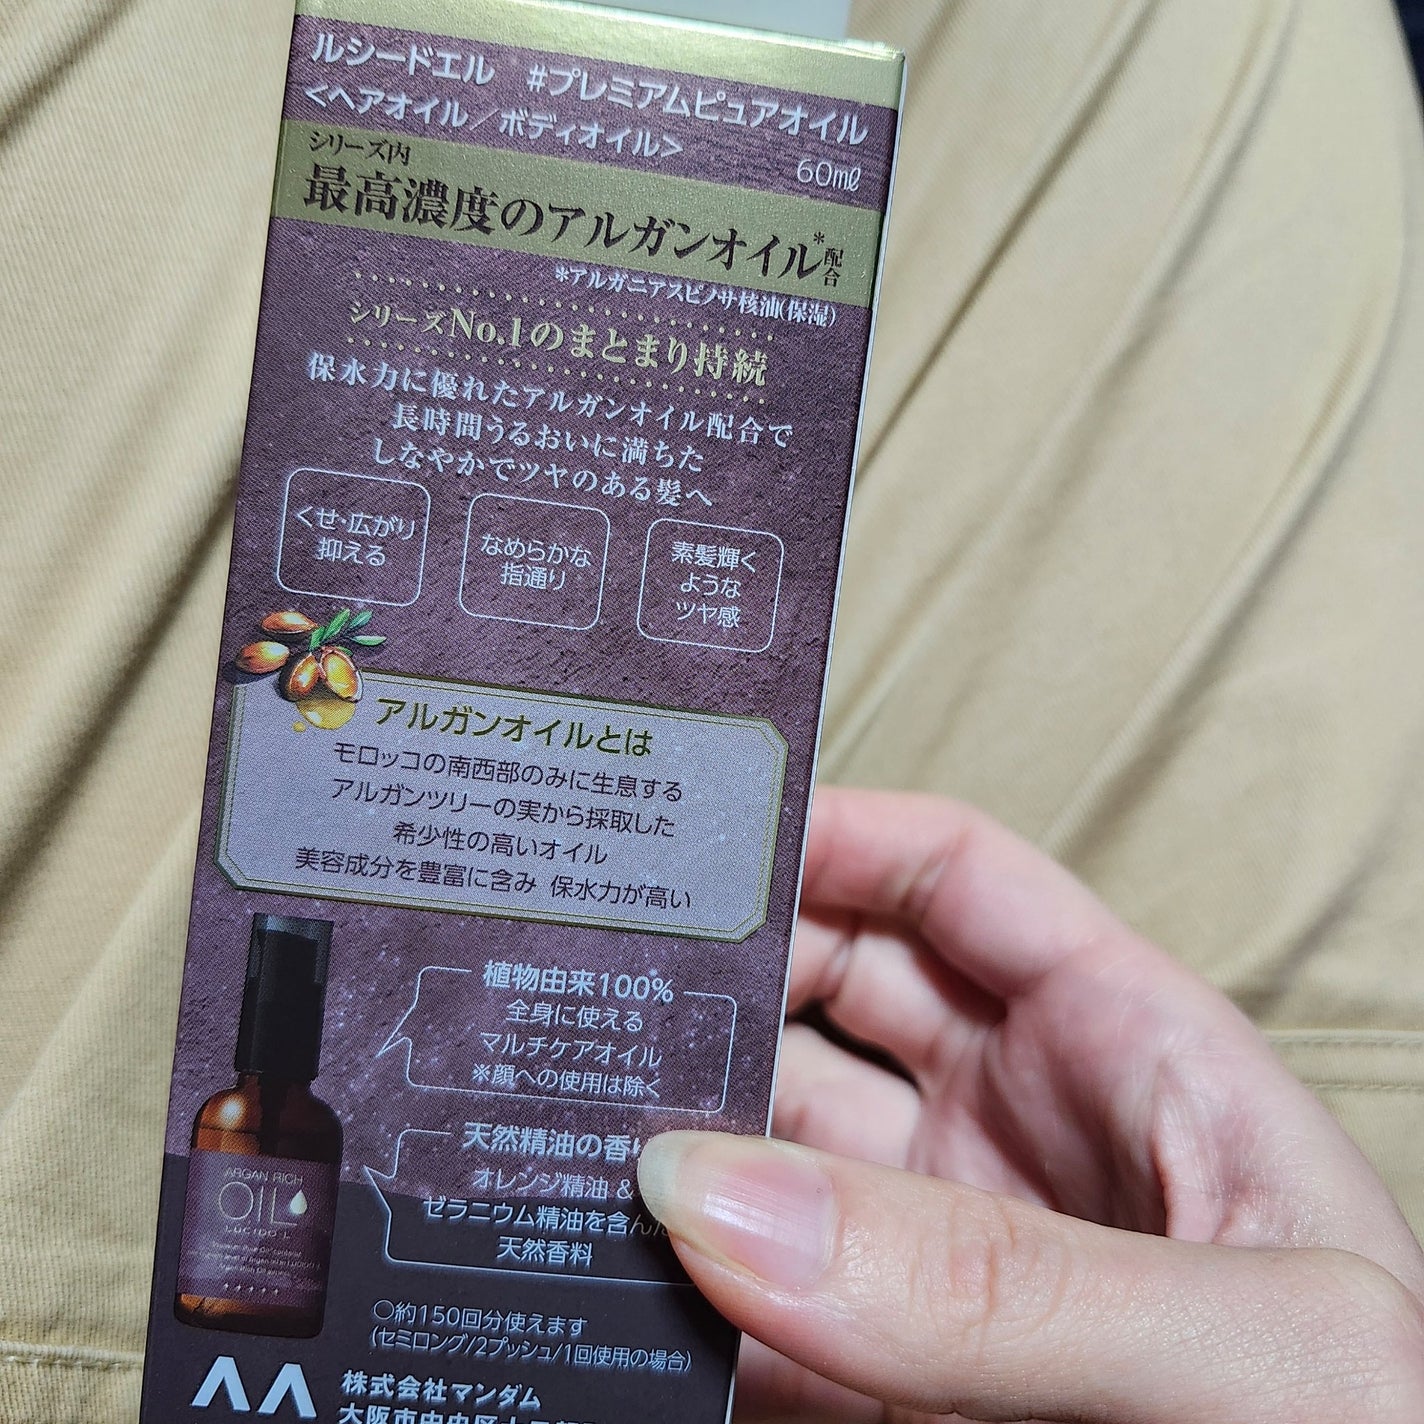 ルシードエル #プレミアムピュアオイル
<ヘアオイル/ボディオイル>
60mℓ
シリーズ内
最高濃度のアルガンオイル*配合
*アルガニアスピノサ核油(保湿)
シリーズNo.1のまとまり持続
保水力に優れたアルガンオイル配合で
長時間うるおいに満ちた
しなやかでツヤのある髪へ
くせ・広がり
抑える
なめらかな
指通り
素髪輝く
ような
ツヤ感
アルガンオイルとは
モロッコの南西部のみに生息する
アルガンツリーの実から採取した
希少性の高いオイル
美容成分を豊富に含み 保水力が高い
植物由来100%
全身に使える
マルチケアオイル
※顔への使用は除く
天然精油の香り
オレンジ精油 &
ゼラニウム精油を含んだ
天然香料
ARGAN RICH
OIL
LUCIDO-L
○約150回分使えます
(セミロング/2プッシュ/1回使用の場合)
株式会社マンダム
大阪市中央区